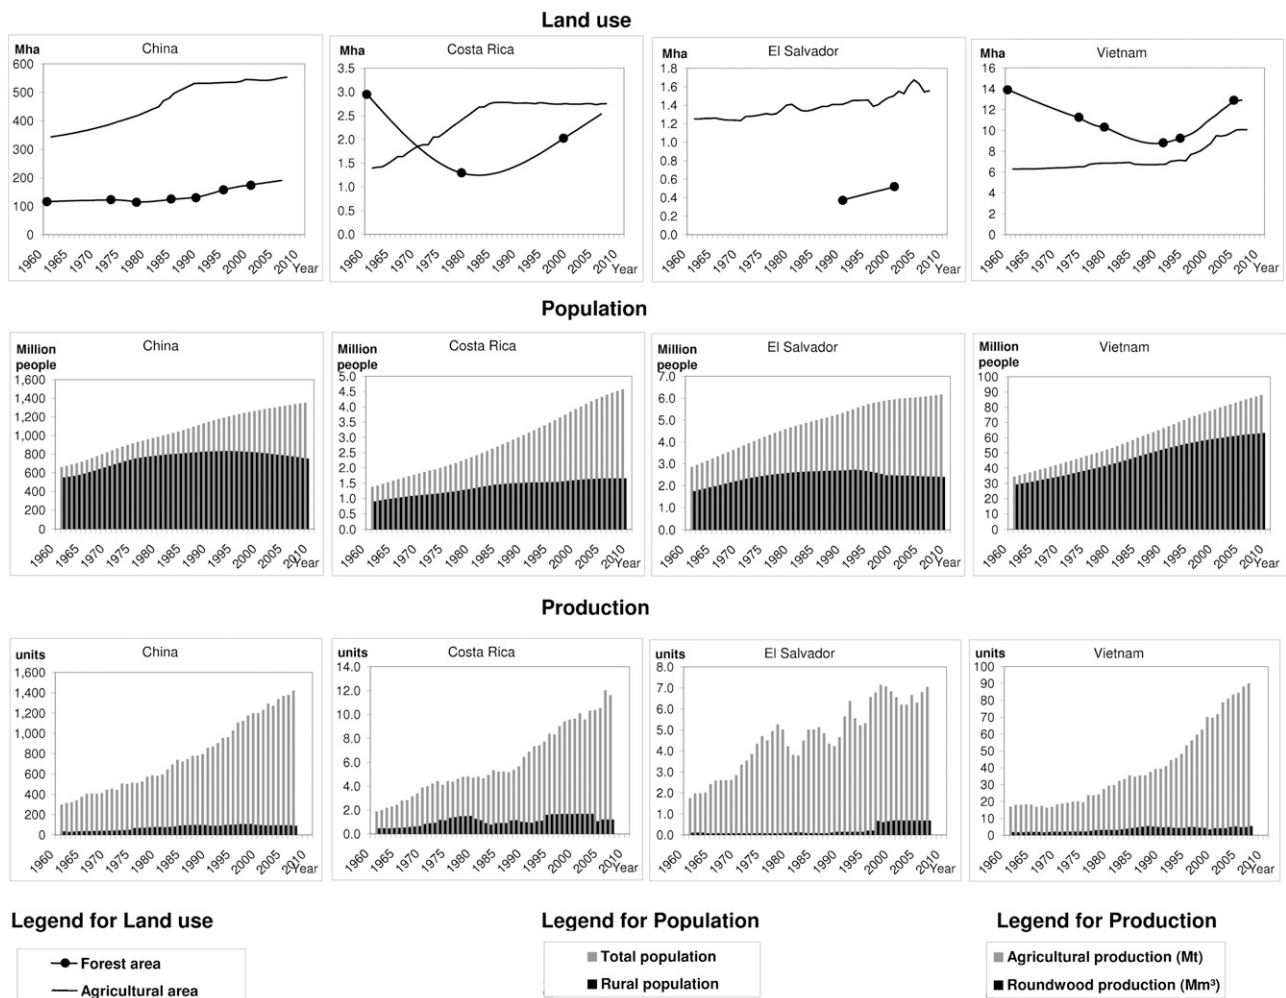 Land use
China
Mha
600
500
400
300
200
100
0
1960 1965 1970 1975 1980 1985 1990 1995 2000 2005 2010 Year
Costa Rica
Mha
3.5
3.0
2.5
2.0
1.5
1.0
0.5
0.0
1960 1965 1970 1975 1980 1985 1990 1995 2000 2005 2010 Year
El Salvador
Mha
1.8
1.6
1.4
1.2
1.0
0.8
0.6
0.4
0.2
0.0
1960 1965 1970 1975 1980 1985 1990 1995 2000 2005 2010 Year
Vietnam
Mha
16
14
12
10
8
6
4
2
0
1960 1965 1970 1975 1980 1985 1990 1995 2000 2005 2010 Year
Population
China
Million
people
1,600
1,400
1,200
1,000
800
600
400
200
0
1960 1965 1970 1975 1980 1985 1990 1995 2000 2005 2010 Year
Costa Rica
Million
people
5.0
4.5
4.0
3.5
3.0
2.5
2.0
1.5
1.0
0.5
0.0
1960 1965 1970 1975 1980 1985 1990 1995 2000 2005 2010 Year
El Salvador
Million
people
7.0
6.0
5.0
4.0
3.0
2.0
1.0
0.0
1960 1965 1970 1975 1980 1985 1990 1995 2000 2005 2010 Year
Vietnam
Million
people
100
90
80
70
60
50
40
30
20
10
0
1960 1965 1970 1975 1980 1985 1990 1995 2000 2005 2010 Year
Production
China
units
1,600
1,400
1,200
1,000
800
600
400
200
0
1960 1965 1970 1975 1980 1985 1990 1995 2000 2005 2010 Year
Costa Rica
units
14.0
12.0
10.0
8.0
6.0
4.0
2.0
0.0
1960 1965 1970 1975 1980 1985 1990 1995 2000 2005 2010 Year
El Salvador
units
8.0
7.0
6.0
5.0
4.0
3.0
2.0
1.0
0.0
1960 1965 1970 1975 1980 1985 1990 1995 2000 2005 2010 Year
Vietnam
units
100
90
80
70
60
50
40
30
20
10
0
1960 1965 1970 1975 1980 1985 1990 1995 2000 2005 2010 Year
Legend for Land use
Forest area
Agricultural area
Legend for Population
Total population
Rural population
Legend for Production
Agricultural production (Mt)
Roundwood production (Mm³)